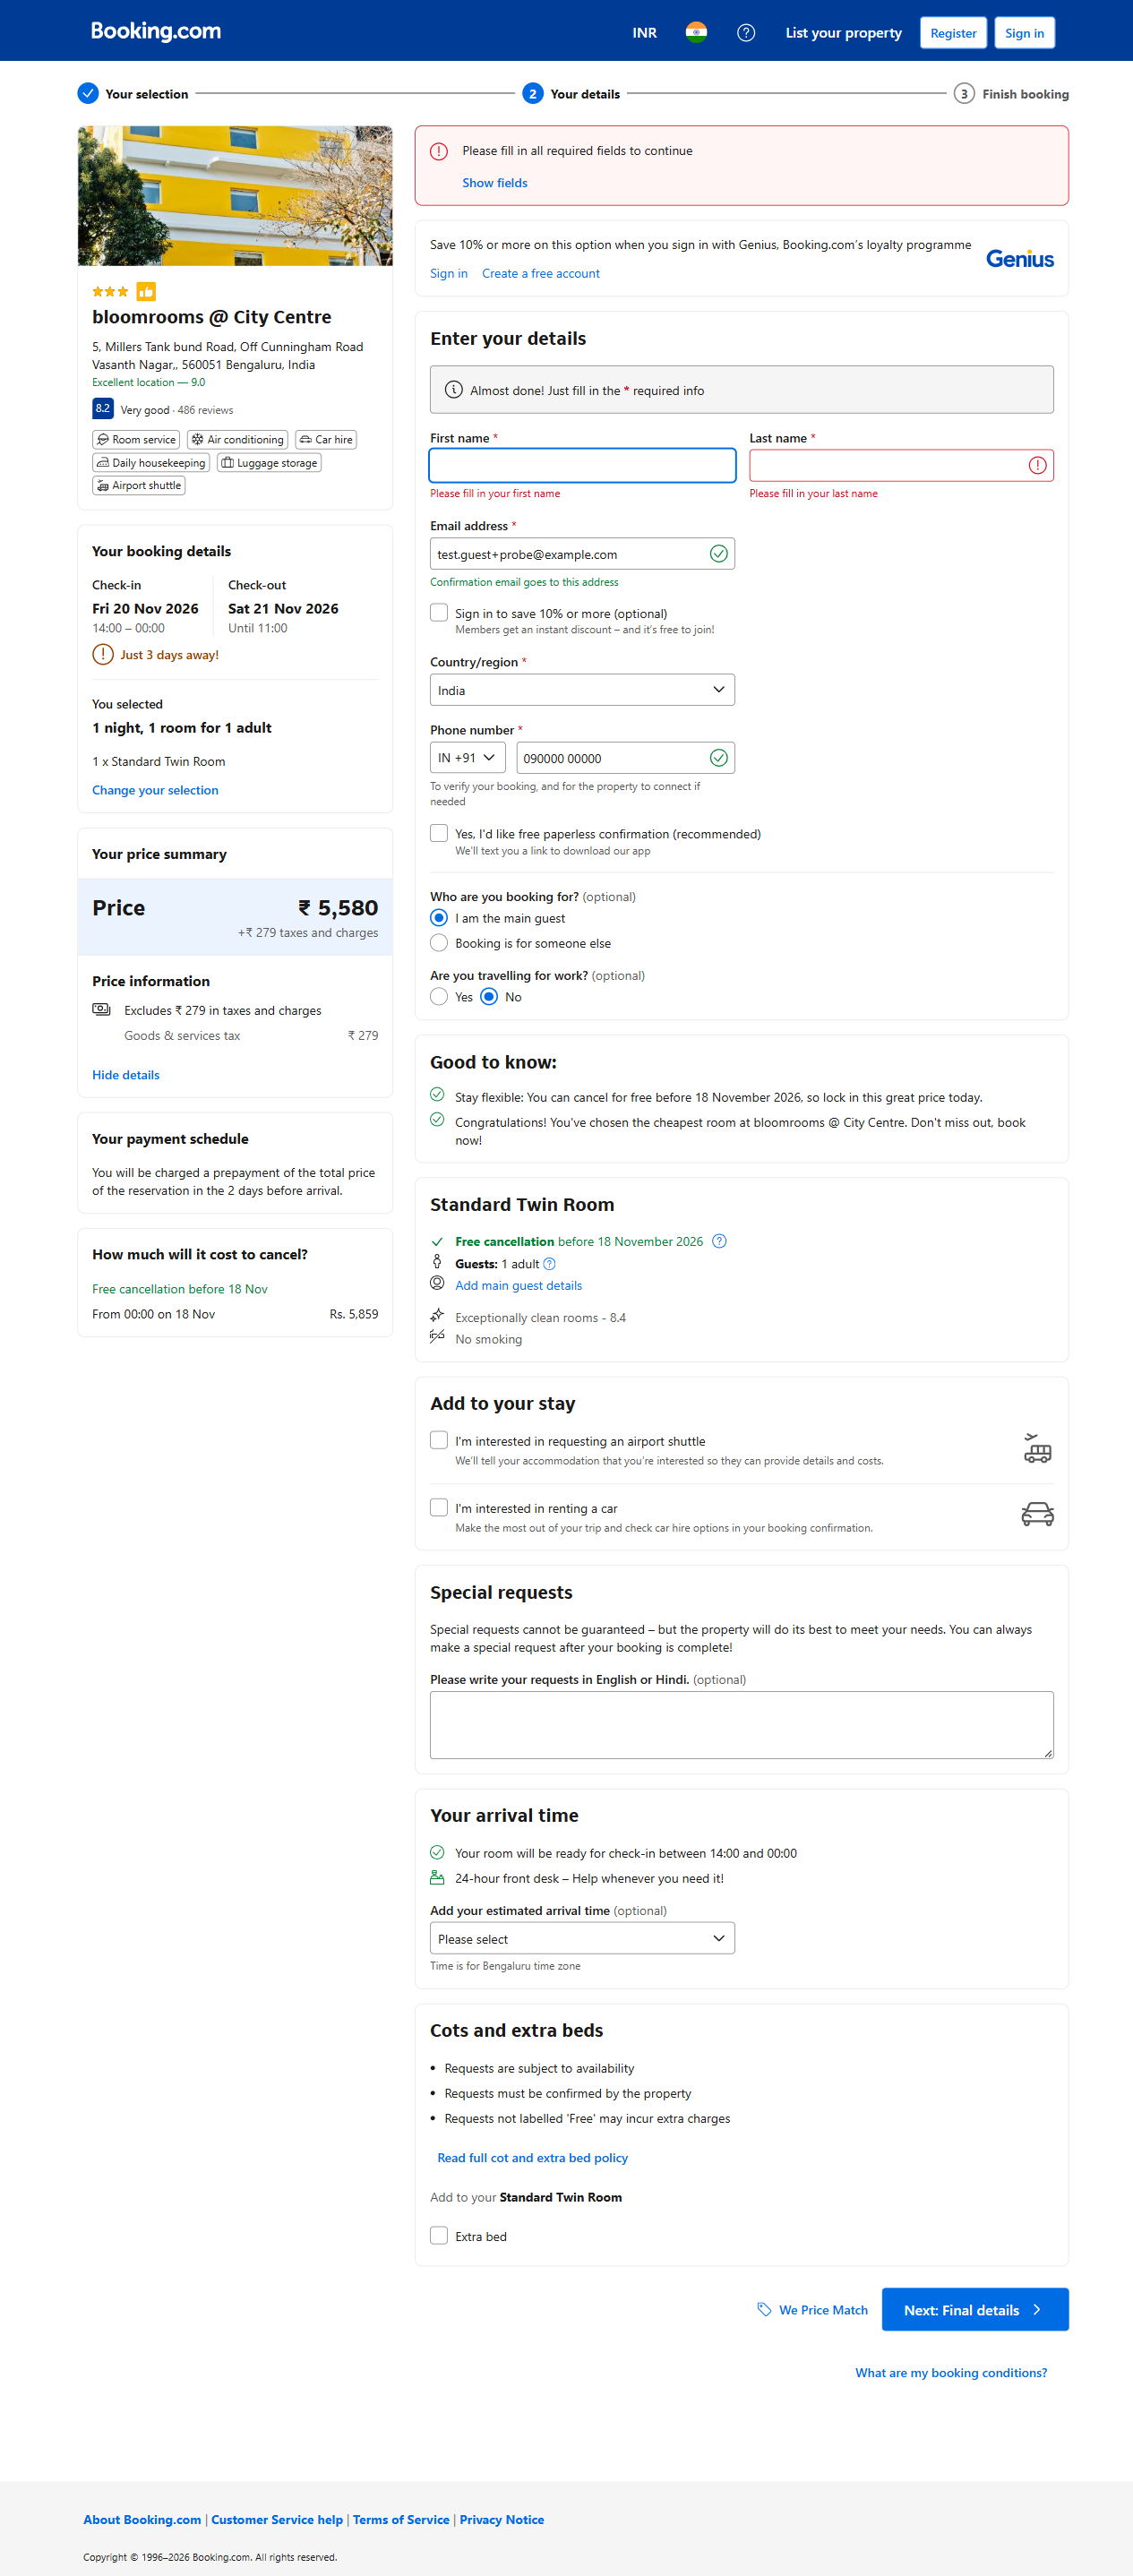 Booking.com
INR
List your property
Register
Sign in
Your selection
2 Your details
3 Finish booking
bloomrooms @ City Centre
5, Millers Tank bund Road, Off Cunningham Road
Vasanth Nagar,, 560051 Bengaluru, India
Excellent location — 9.0
8.2 Very good · 486 reviews
Room service Air conditioning Car hire
Daily housekeeping Luggage storage
Airport shuttle
Your booking details
Check-in Check-out
Fri 20 Nov 2026 Sat 21 Nov 2026
14:00 – 00:00 Until 11:00
Just 3 days away!
You selected
1 night, 1 room for 1 adult
1 x Standard Twin Room
Change your selection
Your price summary
Price ₹ 5,580
+₹ 279 taxes and charges
Price information
Excludes ₹ 279 in taxes and charges
Goods & services tax ₹ 279
Hide details
Your payment schedule
You will be charged a prepayment of the total price
of the reservation in the 2 days before arrival.
How much will it cost to cancel?
Free cancellation before 18 Nov
From 00:00 on 18 Nov Rs. 5,859
Please fill in all required fields to continue
Show fields
Save 10% or more on this option when you sign in with Genius, Booking.com's loyalty programme
Genius
Sign in Create a free account
Enter your details
Almost done! Just fill in the * required info
First name * Last name *
Please fill in your first name Please fill in your last name
Email address *
test.guest+probe@example.com
Confirmation email goes to this address
Sign in to save 10% or more (optional)
Members get an instant discount – and it's free to join!
Country/region *
India
Phone number *
IN +91 090000 00000
To verify your booking, and for the property to connect if
needed
Yes, I'd like free paperless confirmation (recommended)
We'll text you a link to download our app
Who are you booking for? (optional)
I am the main guest
Booking is for someone else
Are you travelling for work? (optional)
Yes No
Good to know:
Stay flexible: You can cancel for free before 18 November 2026, so lock in this great price today.
Congratulations! You've chosen the cheapest room at bloomrooms @ City Centre. Don't miss out, book
now!
Standard Twin Room
Free cancellation before 18 November 2026
Guests: 1 adult
Add main guest details
Exceptionally clean rooms - 8.4
No smoking
Add to your stay
I'm interested in requesting an airport shuttle
We'll tell your accommodation that you're interested so they can provide details and costs.
I'm interested in renting a car
Make the most out of your trip and check car hire options in your booking confirmation.
Special requests
Special requests cannot be guaranteed – but the property will do its best to meet your needs. You can always
make a special request after your booking is complete!
Please write your requests in English or Hindi. (optional)
Your arrival time
Your room will be ready for check-in between 14:00 and 00:00
24-hour front desk – Help whenever you need it!
Add your estimated arrival time (optional)
Please select
Time is for Bengaluru time zone
Cots and extra beds
• Requests are subject to availability
• Requests must be confirmed by the property
• Requests not labelled 'Free' may incur extra charges
Read full cot and extra bed policy
Add to your Standard Twin Room
Extra bed
We Price Match
Next: Final details
What are my booking conditions?
About Booking.com | Customer Service help | Terms of Service | Privacy Notice
Copyright © 1996–2026 Booking.com. All rights reserved.